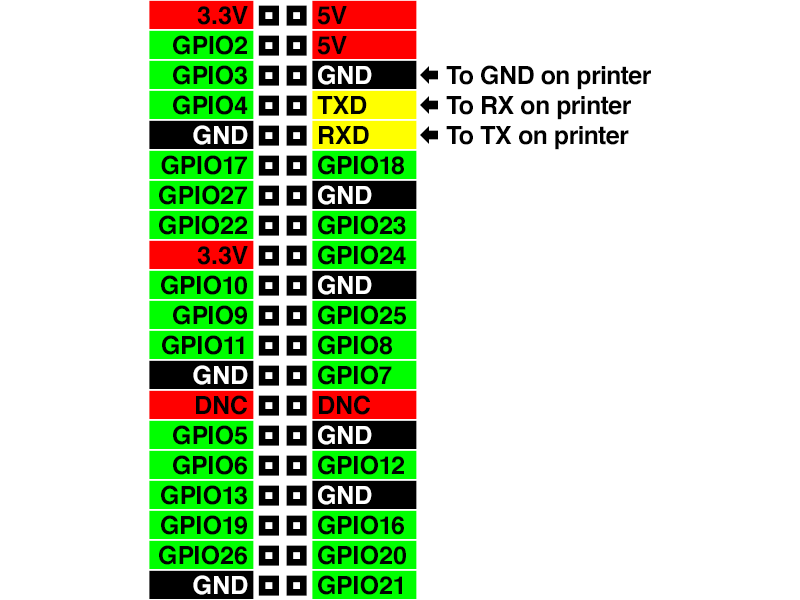 3.3V 5V
GPIO2 5V
GPIO3 GND To GND on printer
GPIO4 TXD To RX on printer
GND RXD To TX on printer
GPIO17 GPIO18
GPIO27 GND
GPIO22 GPIO23
3.3V GPIO24
GPIO10 GND
GPIO9 GPIO25
GPIO11 GPIO8
GND GPIO7
DNC DNC
GPIO5 GND
GPIO6 GPIO12
GPIO13 GND
GPIO19 GPIO16
GPIO26 GPIO20
GND GPIO21